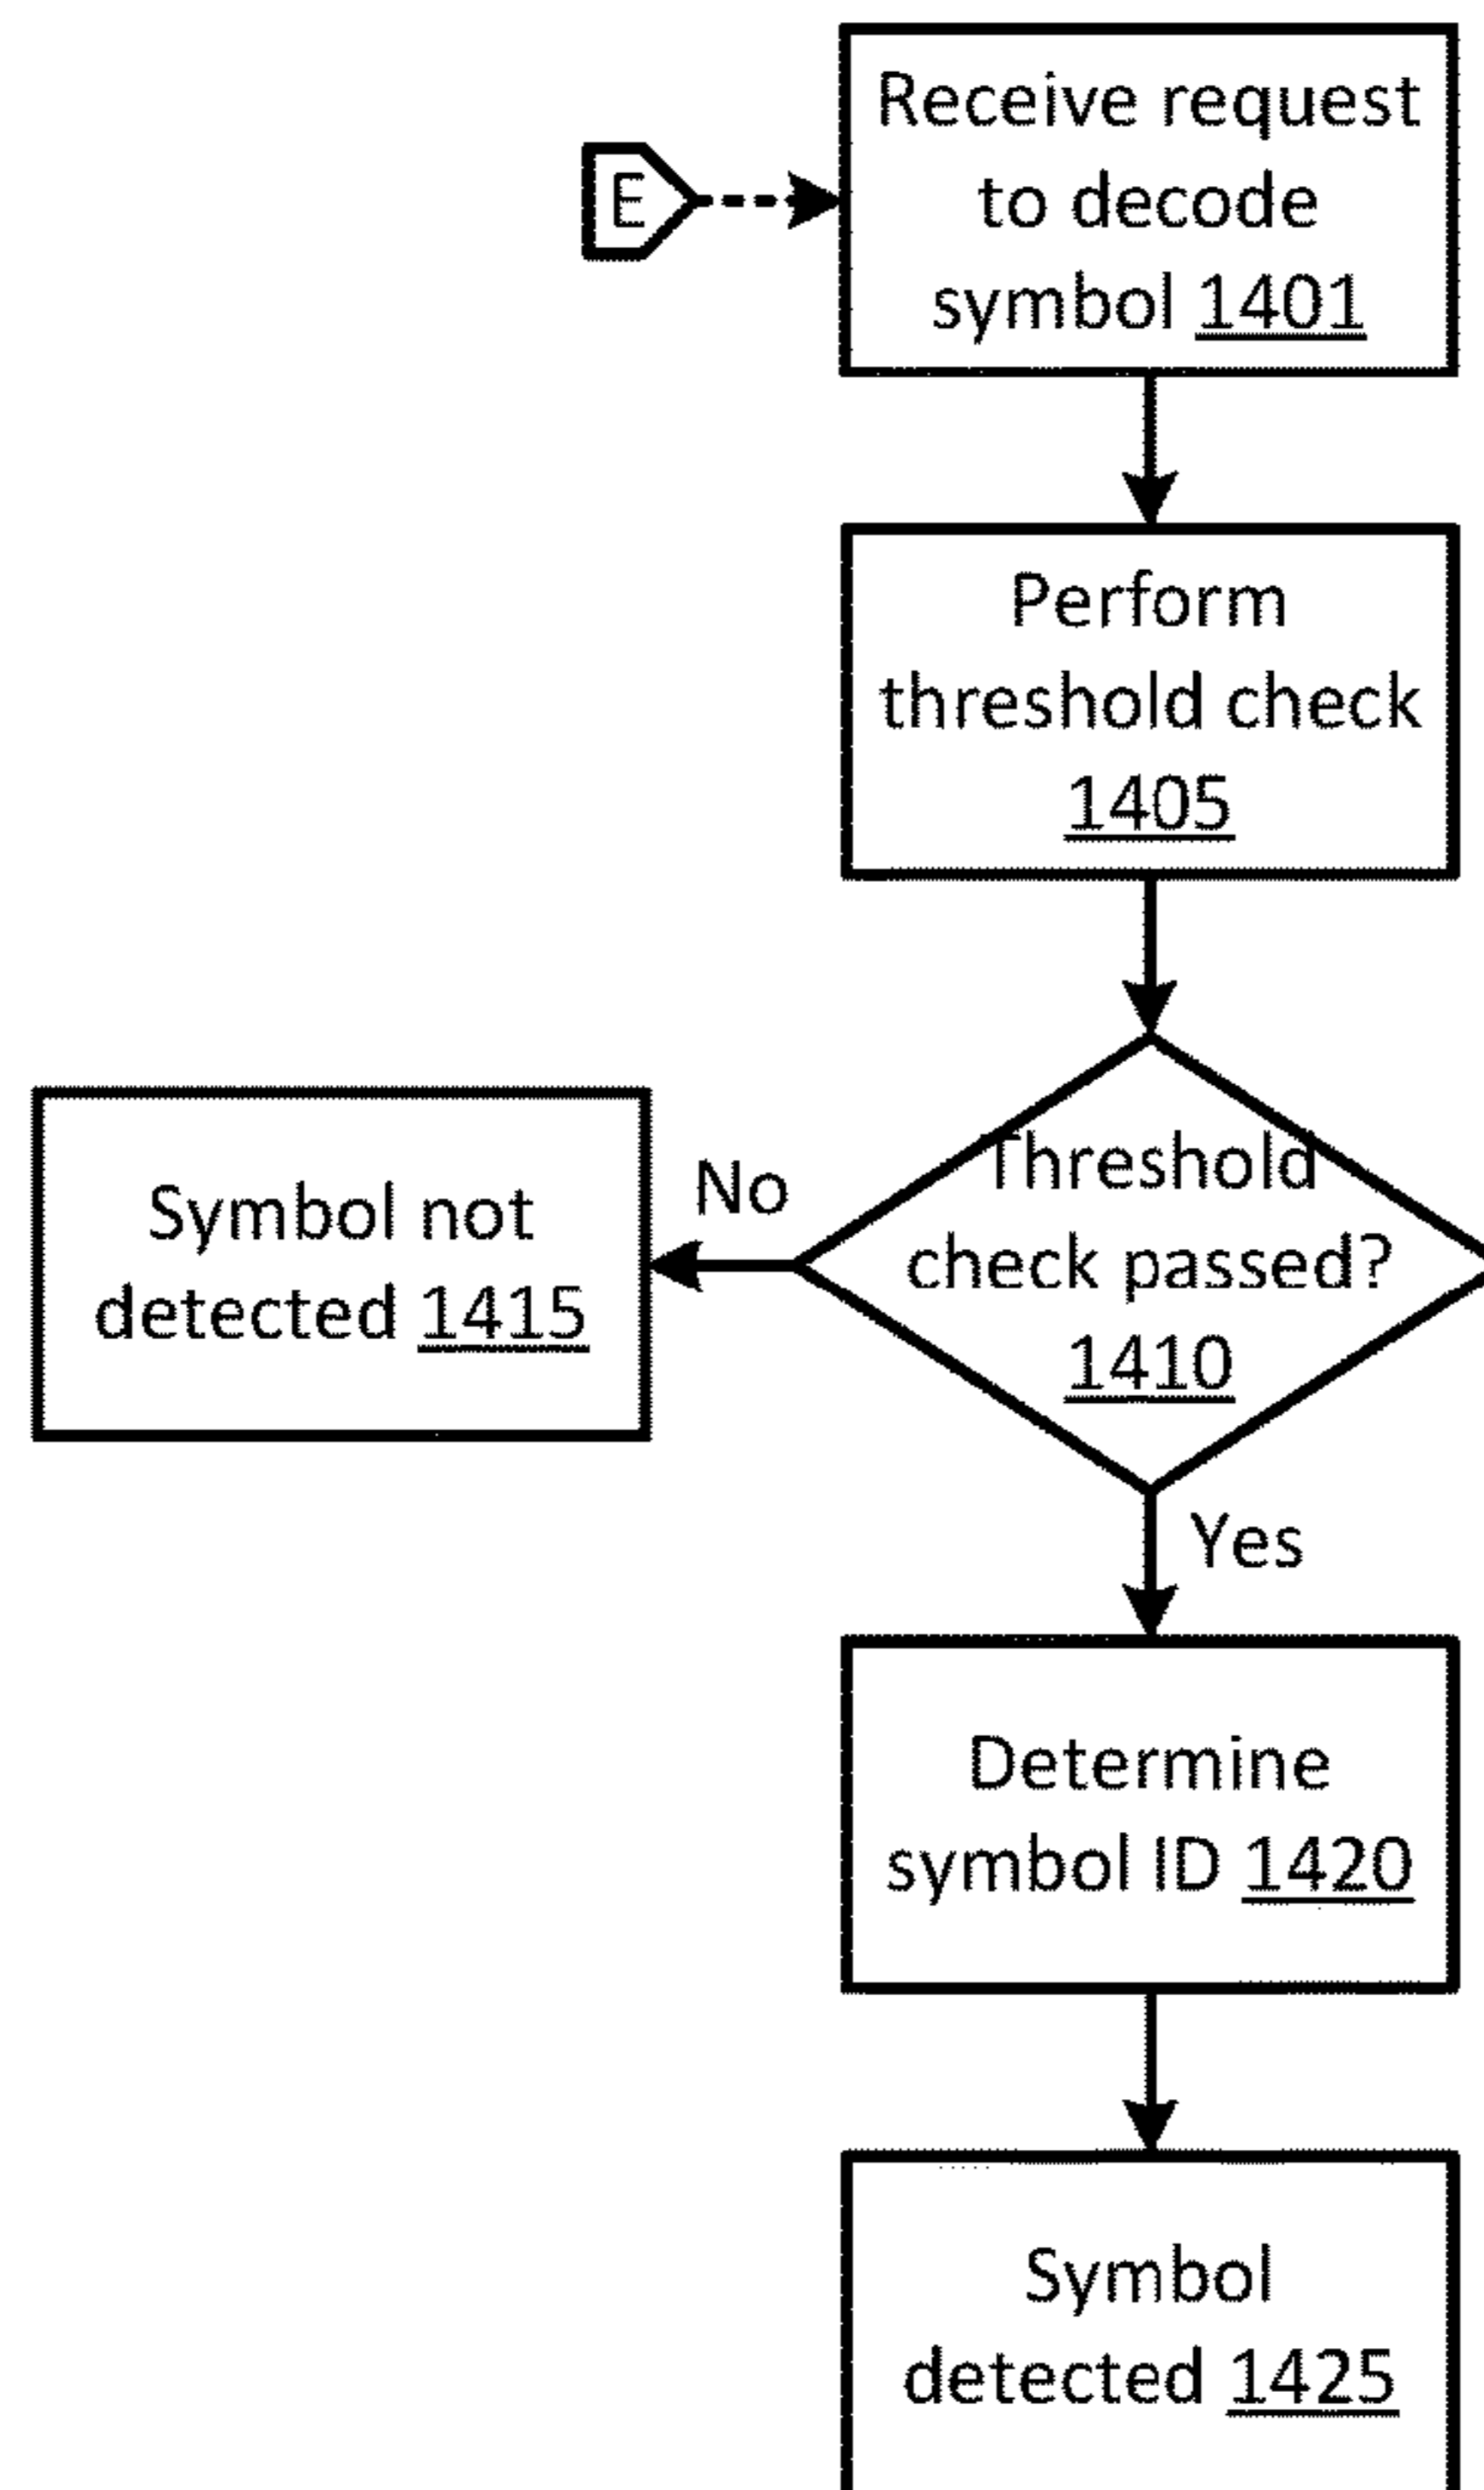 Receive request
to decode
symbol 1401
E
Perform
threshold check
1405
Threshold
check passed?
1410
No
Symbol not
detected 1415
Yes
Determine
symbol ID 1420
Symbol
detected 1425